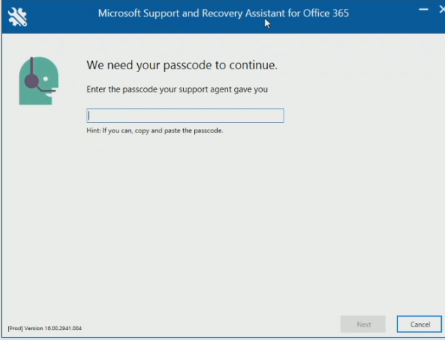 Microsoft Support and Recovery Assistant for Office 365
We need your passcode to continue.
Enter the passcode your support agent gave you
Hint: If you can, copy and paste the passcode.
Next
Cancel
[Prod] Version 16.00.2941.004